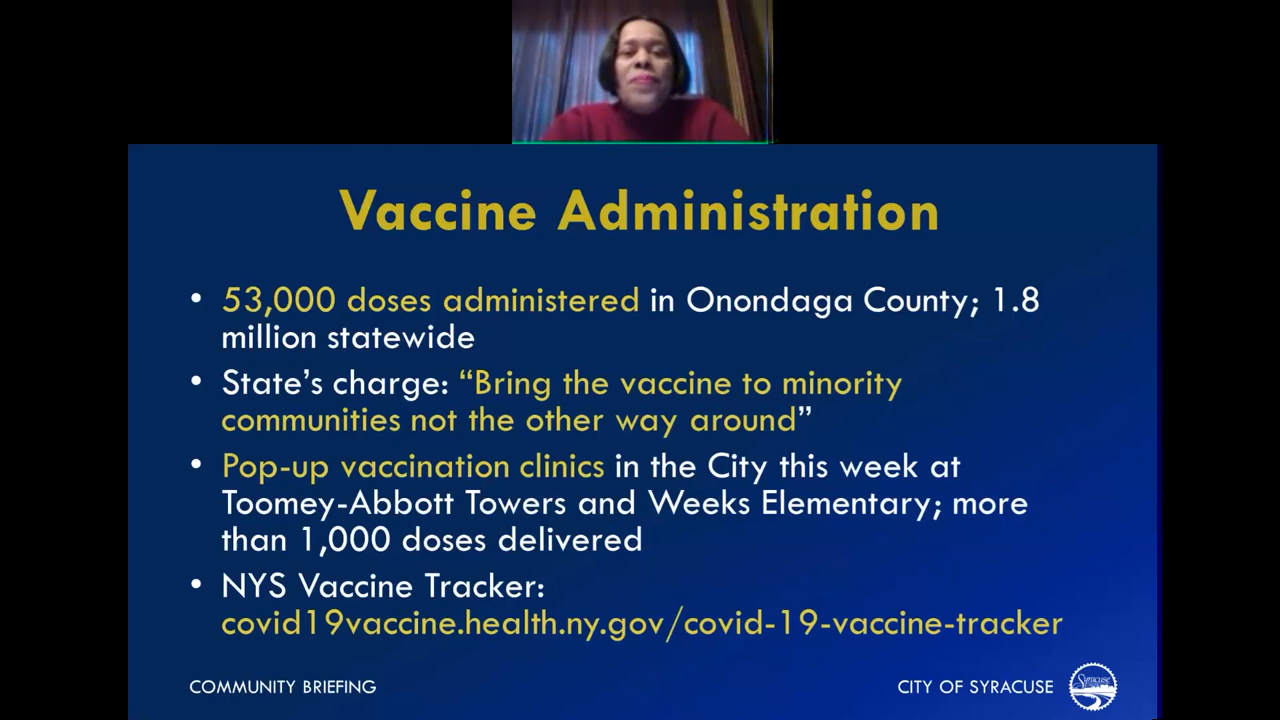 Vaccine Administration
• 53,000 doses administered in Onondaga County; 1.8
million statewide
• State's charge: “Bring the vaccine to minority
communities not the other way around”
• Pop-up vaccination clinics in the City this week at
Toomey-Abbott Towers and Weeks Elementary; more
than 1,000 doses delivered
• NYS Vaccine Tracker:
covid19vaccine.health.ny.gov/covid-19-vaccine-tracker
COMMUNITY BRIEFING
CITY OF SYRACUSE
Syracuse